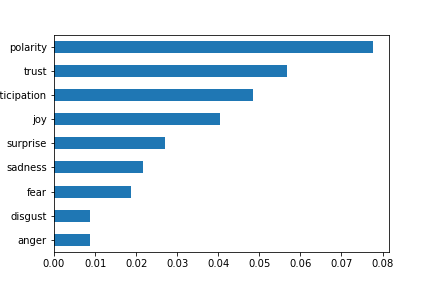 polarity
trust
ticipation
joy
surprise
sadness
fear
disgust
anger
0.00 0.01 0.02 0.03 0.04 0.05 0.06 0.07 0.08